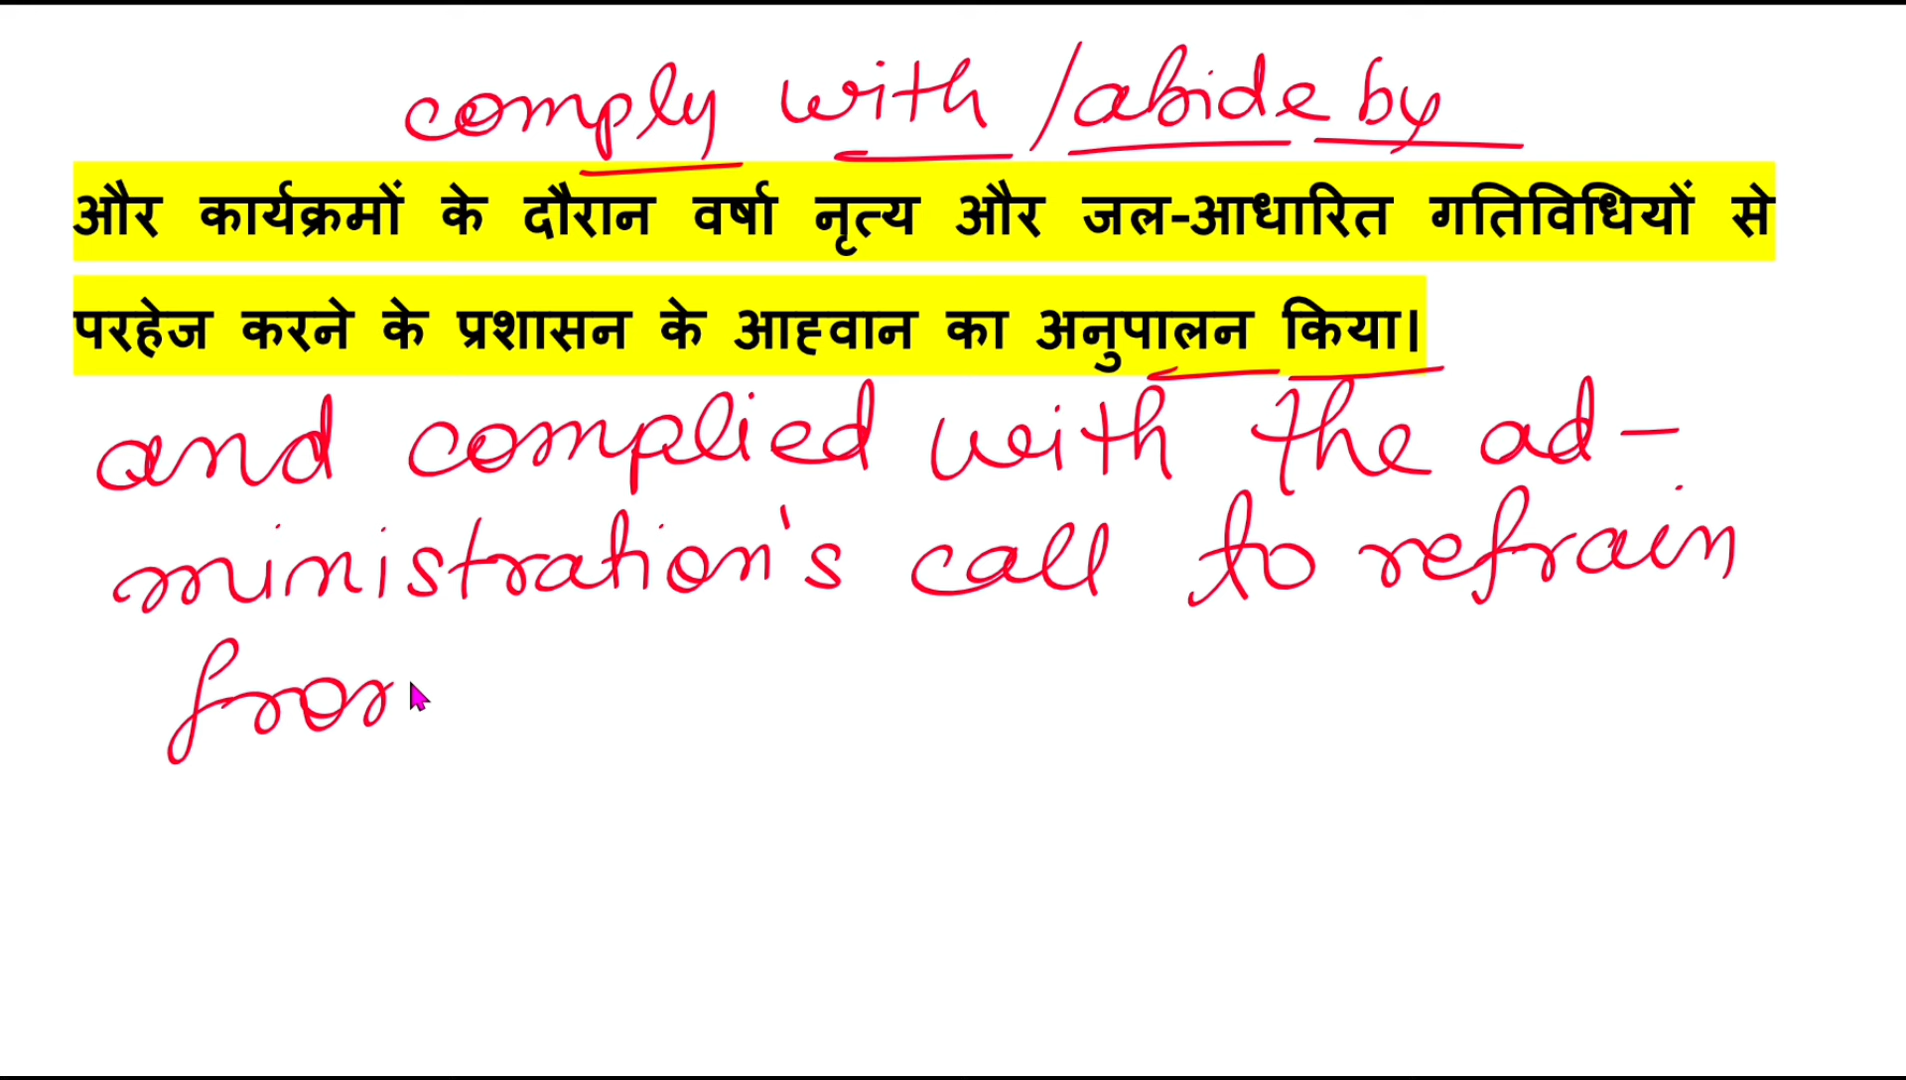 comply with / abide by
और कार्यक्रमों के दौरान वर्षा नृत्य और जल-आधारित गतिविधियों से
परहेज करने के प्रशासन के आह्वान का अनुपालन किया।
and complied with the ad-
ministration's call to refrain
from